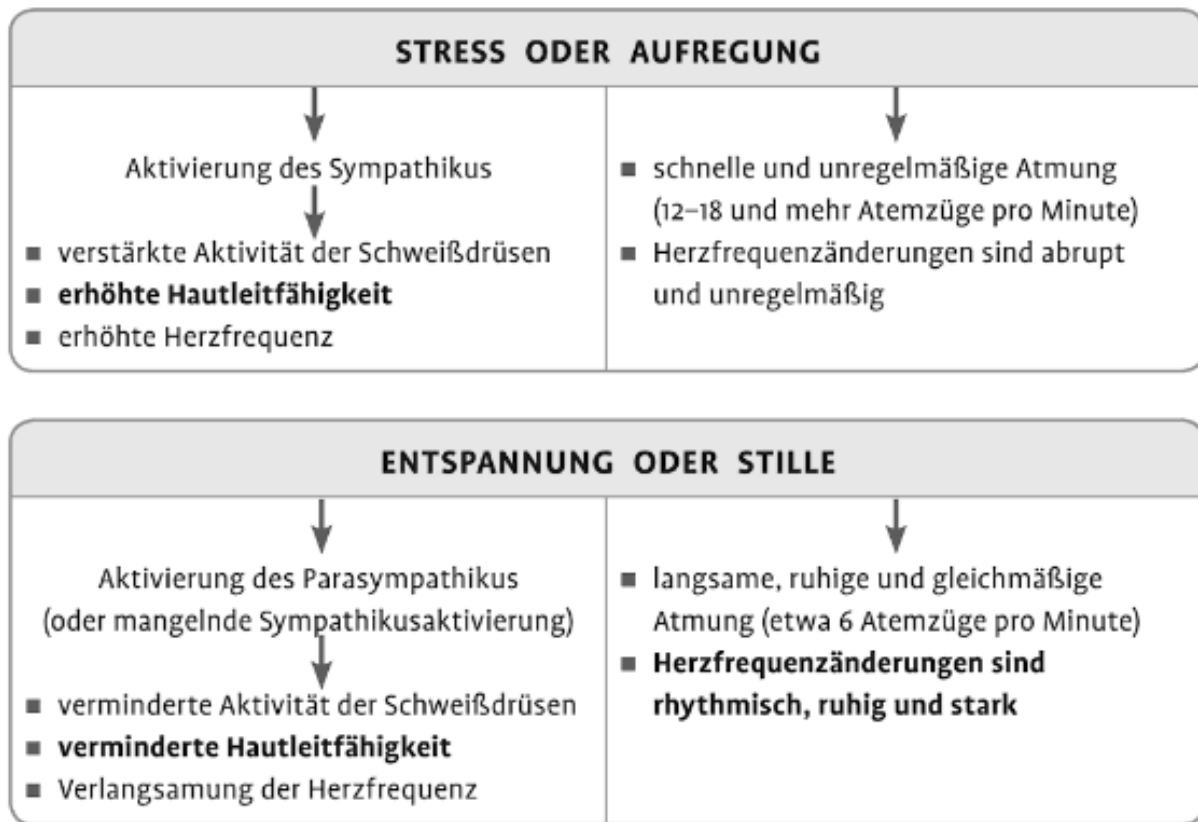 STRESS ODER AUFREGUNG
Aktivierung des Sympathikus
■ verstärkte Aktivität der Schweißdrüsen
■ erhöhte Hautleitfähigkeit
■ erhöhte Herzfrequenz
■ schnelle und unregelmäßige Atmung
(12–18 und mehr Atemzüge pro Minute)
■ Herzfrequenzänderungen sind abrupt
und unregelmäßig
ENTSPANNUNG ODER STILLE
Aktivierung des Parasympathikus
(oder mangelnde Sympathikusaktivierung)
■ verminderte Aktivität der Schweißdrüsen
■ verminderte Hautleitfähigkeit
■ Verlangsamung der Herzfrequenz
■ langsame, ruhige und gleichmäßige
Atmung (etwa 6 Atemzüge pro Minute)
■ Herzfrequenzänderungen sind
rhythmisch, ruhig und stark